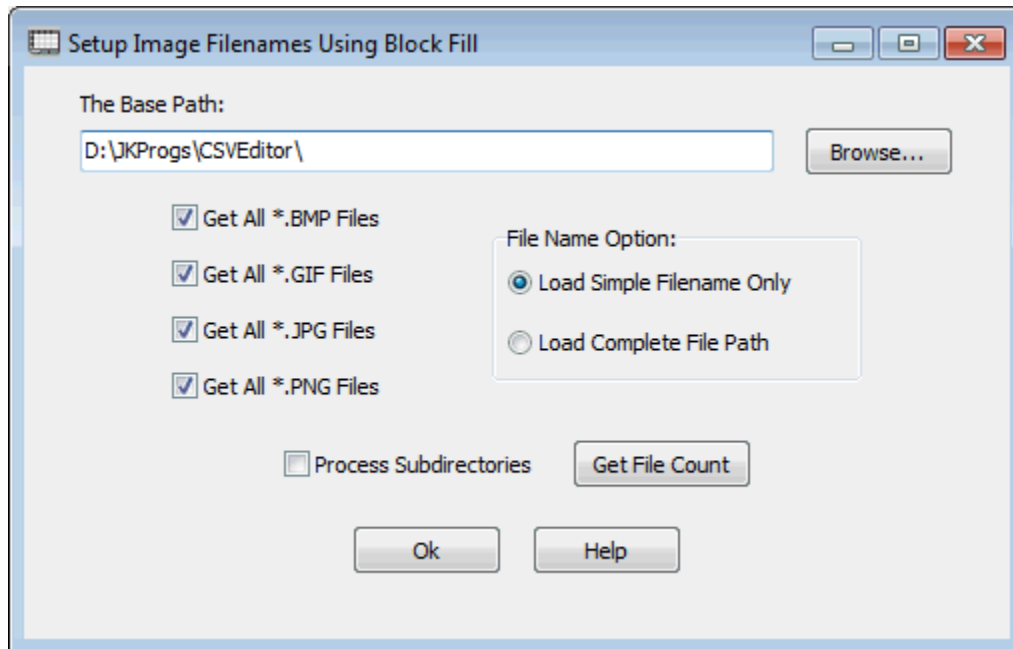 Setup Image Filenames Using Block Fill
The Base Path:
D:\JKProgs\CSVEditor\
Browse...
Get All *.BMP Files
File Name Option:
Get All *.GIF Files
Load Simple Filename Only
Get All *.JPG Files
Load Complete File Path
Get All *.PNG Files
Process Subdirectories
Get File Count
Ok
Help